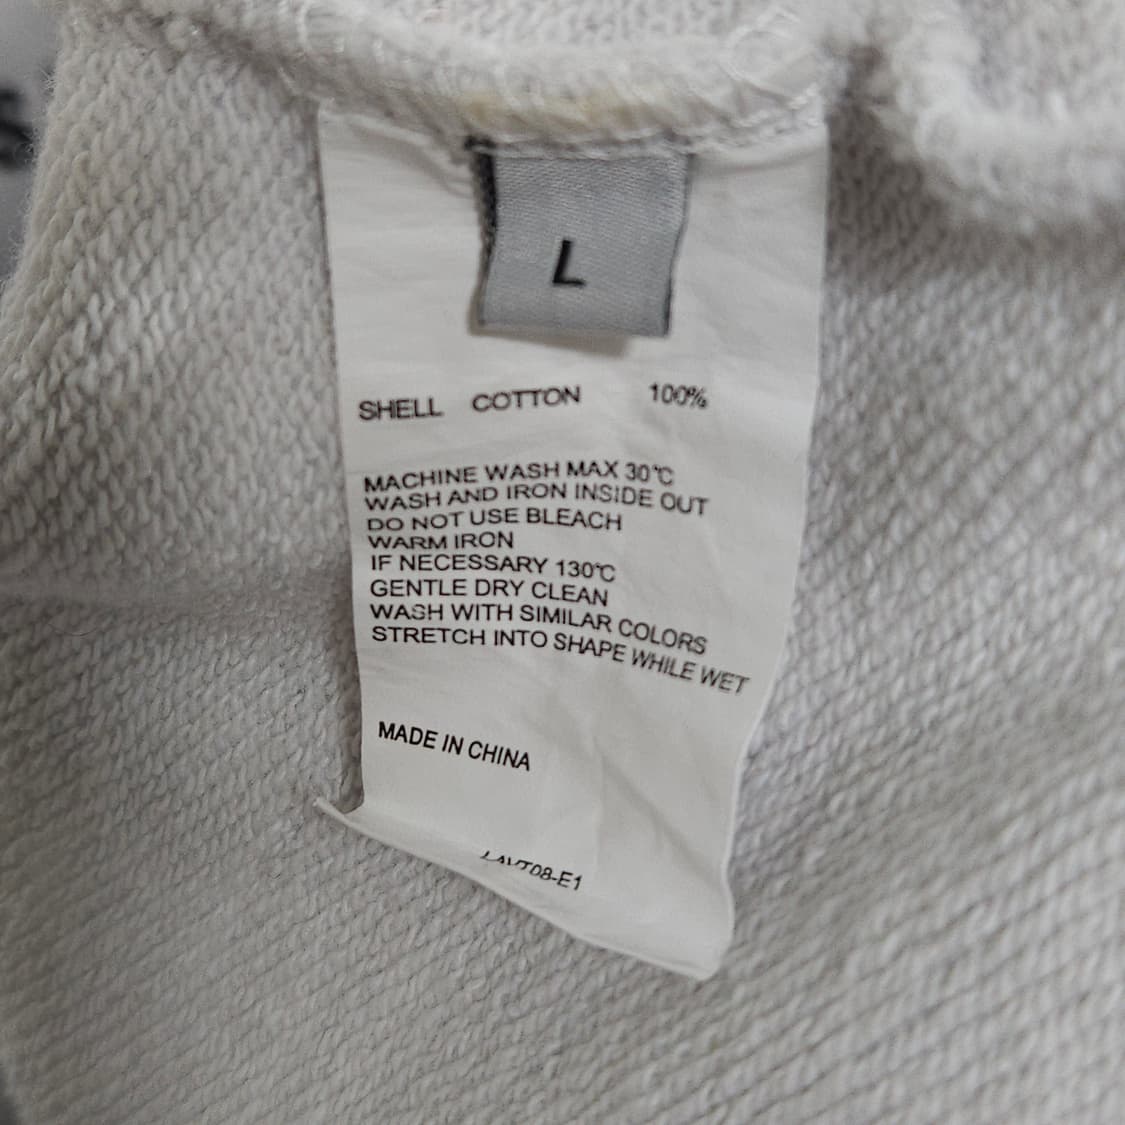 L
SHELL COTTON 100%
MACHINE WASH MAX 30℃
WASH AND IRON INSIDE OUT
DO NOT USE BLEACH
WARM IRON
IF NECESSARY 130℃
GENTLE DRY CLEAN
WASH WITH SIMILAR COLORS
STRETCH INTO SHAPE WHILE WET
MADE IN CHINA